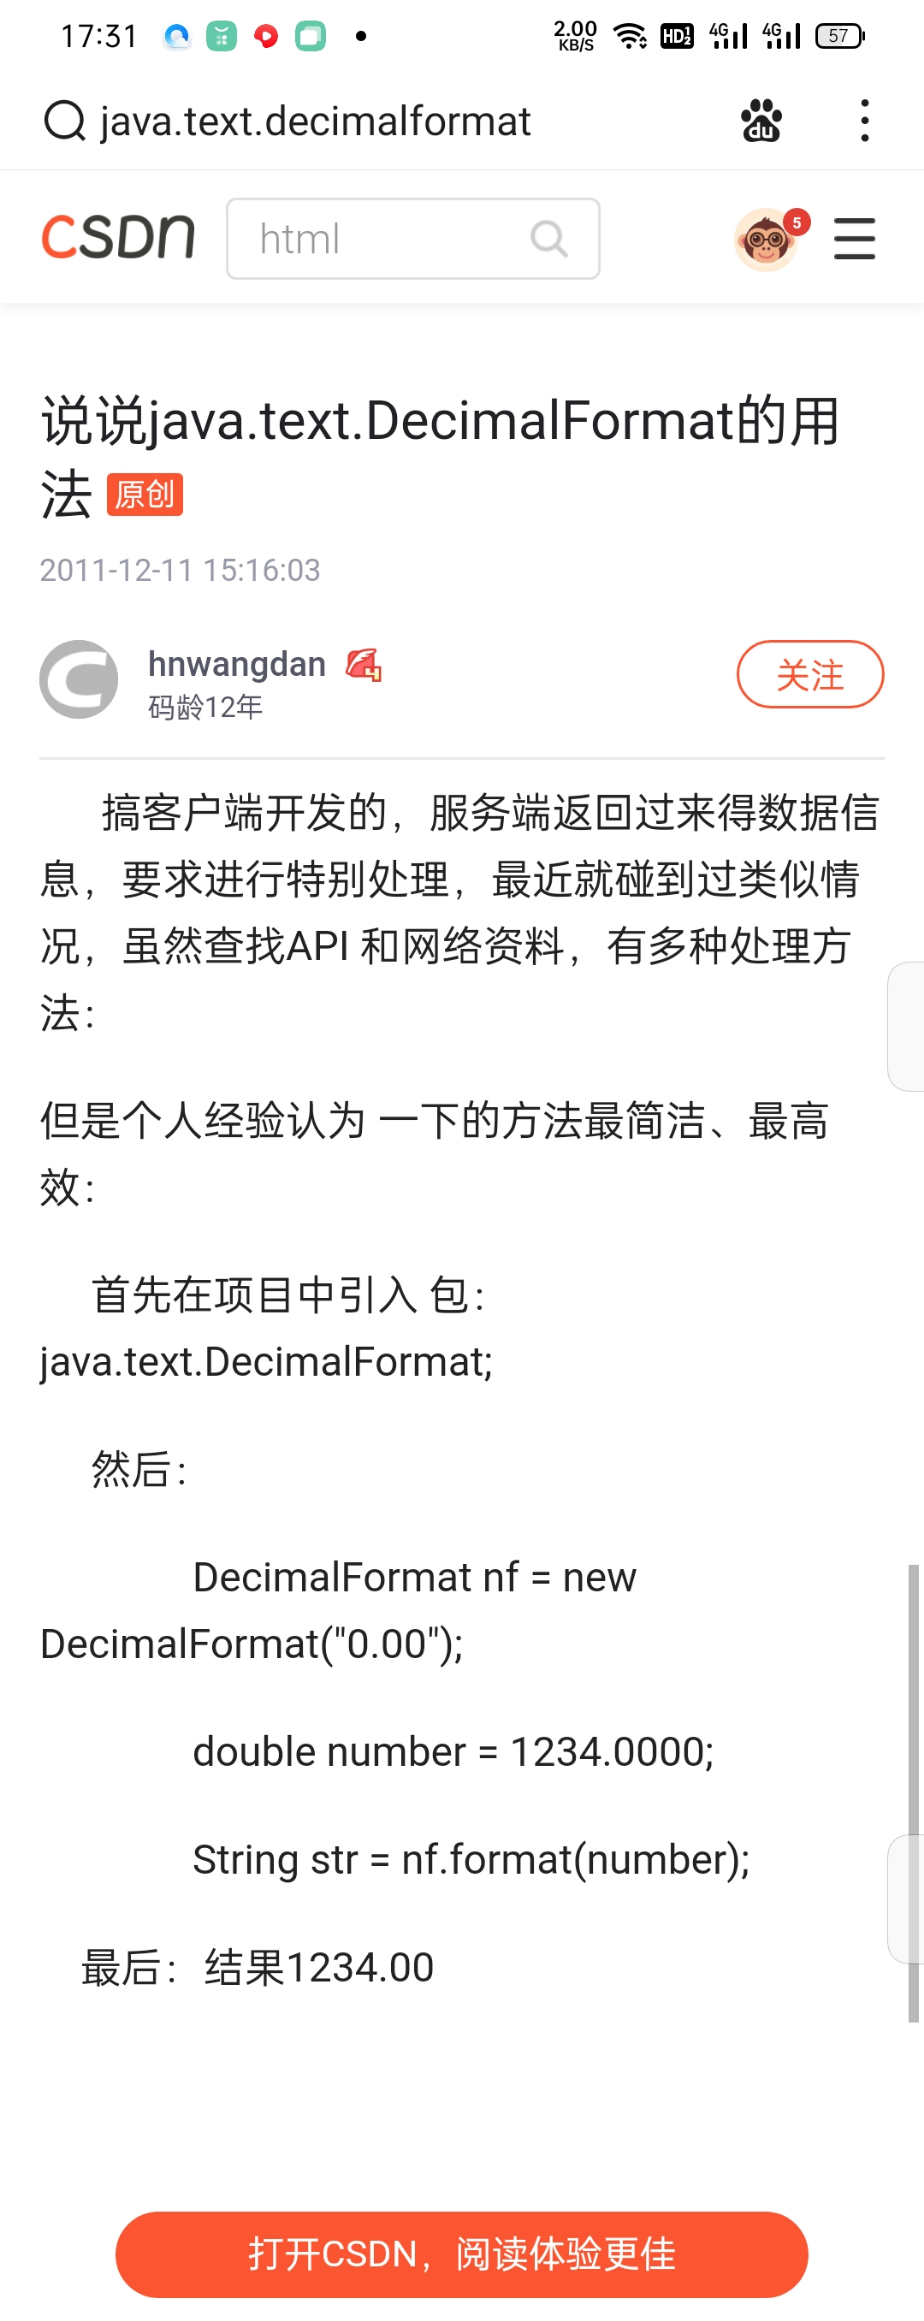 17:31
2.00 KB/S HD 1 2 4G 4G 57
java.text.decimalformat
du
CSDN
html
5
说说java.text.DecimalFormat的用
法 原创
2011-12-11 15:16:03
hnwangdan 4
码龄12年
关注
搞客户端开发的，服务端返回过来得数据信
息，要求进行特别处理，最近就碰到过类似情
况，虽然查找API 和网络资料，有多种处理方
法：
但是个人经验认为 一下的方法最简洁、最高
效：
首先在项目中引入 包：
java.text.DecimalFormat;
然后：
DecimalFormat nf = new
DecimalFormat("0.00");
double number = 1234.0000;
String str = nf.format(number);
最后：结果1234.00
打开CSDN，阅读体验更佳